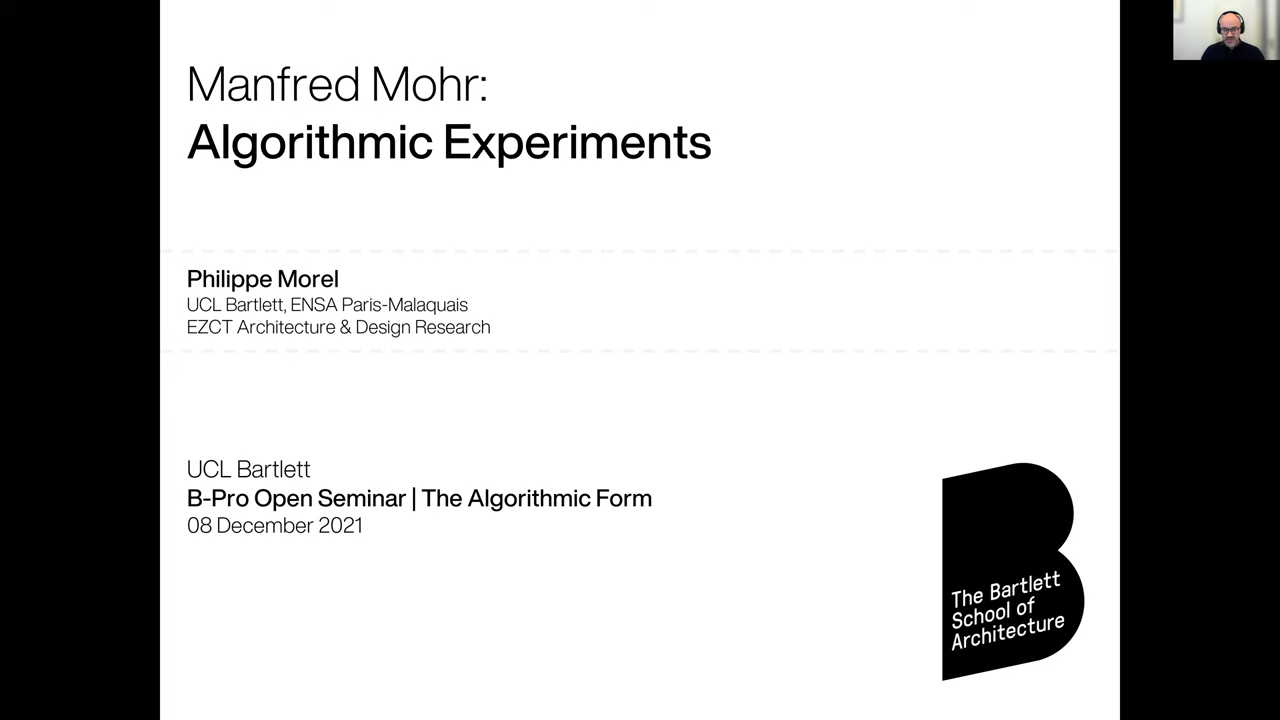 Manfred Mohr:
Algorithmic Experiments
Philippe Morel
UCL Bartlett, ENSA Paris-Malaquais
EZCT Architecture & Design Research
UCL Bartlett
B-Pro Open Seminar | The Algorithmic Form
08 December 2021
The Bartlett
School of
Architecture